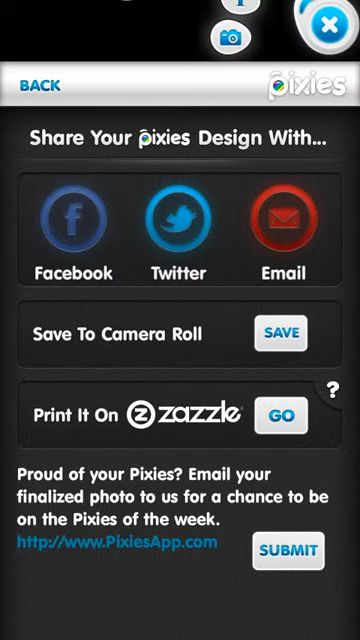 BACK
pixies
Share Your pixies Design With...
Facebook Twitter Email
Save To Camera Roll SAVE
?
Print It On zazzle GO
Proud of your Pixies? Email your
finalized photo to us for a chance to be
on the Pixies of the week.
http://www.PixiesApp.com
SUBMIT